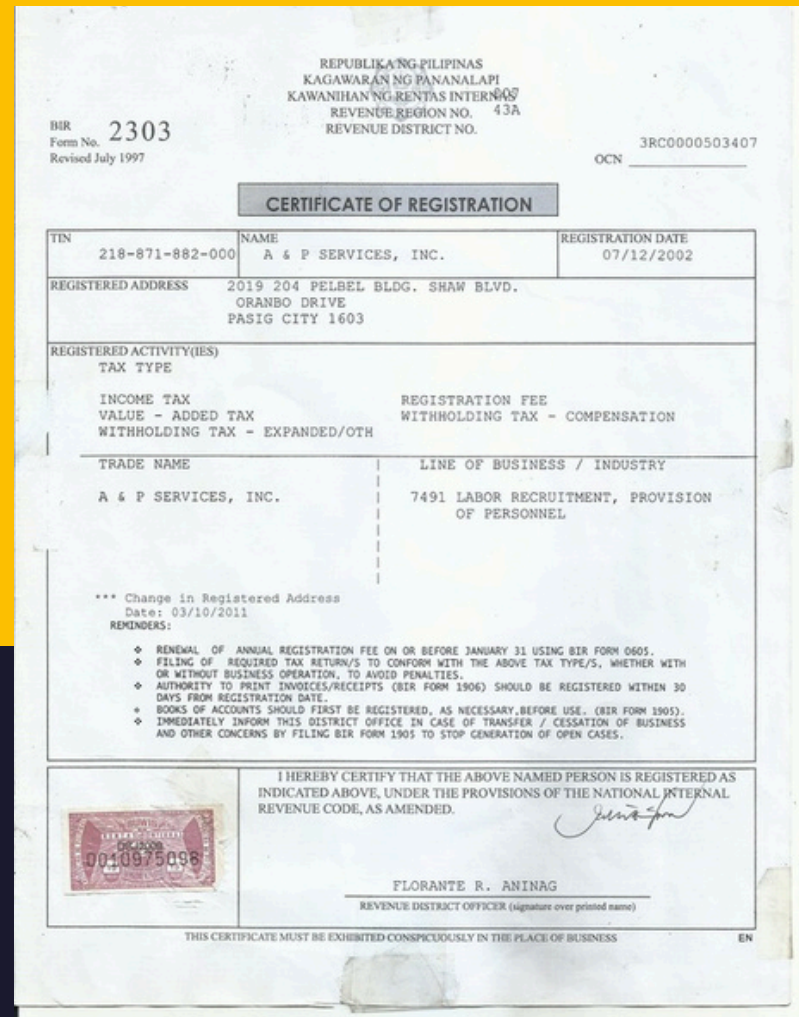 REPUBLIKA NG PILIPINAS
KAGAWARAN NG PANANALAPI
KAWANIHAN NG RENTAS INTERNAS
REVENUE REGION NO. 007
REVENUE DISTRICT NO. 43A
BIR
Form No. 2303
Revised July 1997
3RC0000503407
OCN
CERTIFICATE OF REGISTRATION
TIN NAME REGISTRATION DATE
218-871-882-000 A & P SERVICES, INC. 07/12/2002
REGISTERED ADDRESS 2019 204 PELBEL BLDG. SHAW BLVD.
ORANBO DRIVE
PASIG CITY 1603
REGISTERED ACTIVITY(IES)
TAX TYPE
INCOME TAX REGISTRATION FEE
VALUE - ADDED TAX WITHHOLDING TAX - COMPENSATION
WITHHOLDING TAX - EXPANDED/OTH
TRADE NAME LINE OF BUSINESS / INDUSTRY
A & P SERVICES, INC. 7491 LABOR RECRUITMENT, PROVISION
OF PERSONNEL
*** Change in Registered Address
Date: 03/10/2011
REMINDERS:
❖ RENEWAL OF ANNUAL REGISTRATION FEE ON OR BEFORE JANUARY 31 USING BIR FORM 0605.
❖ FILING OF REQUIRED TAX RETURN/S TO CONFORM WITH THE ABOVE TAX TYPE/S, WHETHER WITH
OR WITHOUT BUSINESS OPERATION, TO AVOID PENALTIES.
❖ AUTHORITY TO PRINT INVOICES/RECEIPTS (BIR FORM 1906) SHOULD BE REGISTERED WITHIN 30
DAYS FROM REGISTRATION DATE.
❖ BOOKS OF ACCOUNTS SHOULD FIRST BE REGISTERED, AS NECESSARY,BEFORE USE. (BIR FORM 1905).
❖ IMMEDIATELY INFORM THIS DISTRICT OFFICE IN CASE OF TRANSFER / CESSATION OF BUSINESS
AND OTHER CONCERNS BY FILING BIR FORM 1905 TO STOP GENERATION OF OPEN CASES.
I HEREBY CERTIFY THAT THE ABOVE NAMED PERSON IS REGISTERED AS
INDICATED ABOVE, UNDER THE PROVISIONS OF THE NATIONAL INTERNAL
REVENUE CODE, AS AMENDED.
0010975098
FLORANTE R. ANINAG
REVENUE DISTRICT OFFICER (signature over printed name)
THIS CERTIFICATE MUST BE EXHIBITED CONSPICUOUSLY IN THE PLACE OF BUSINESS EN